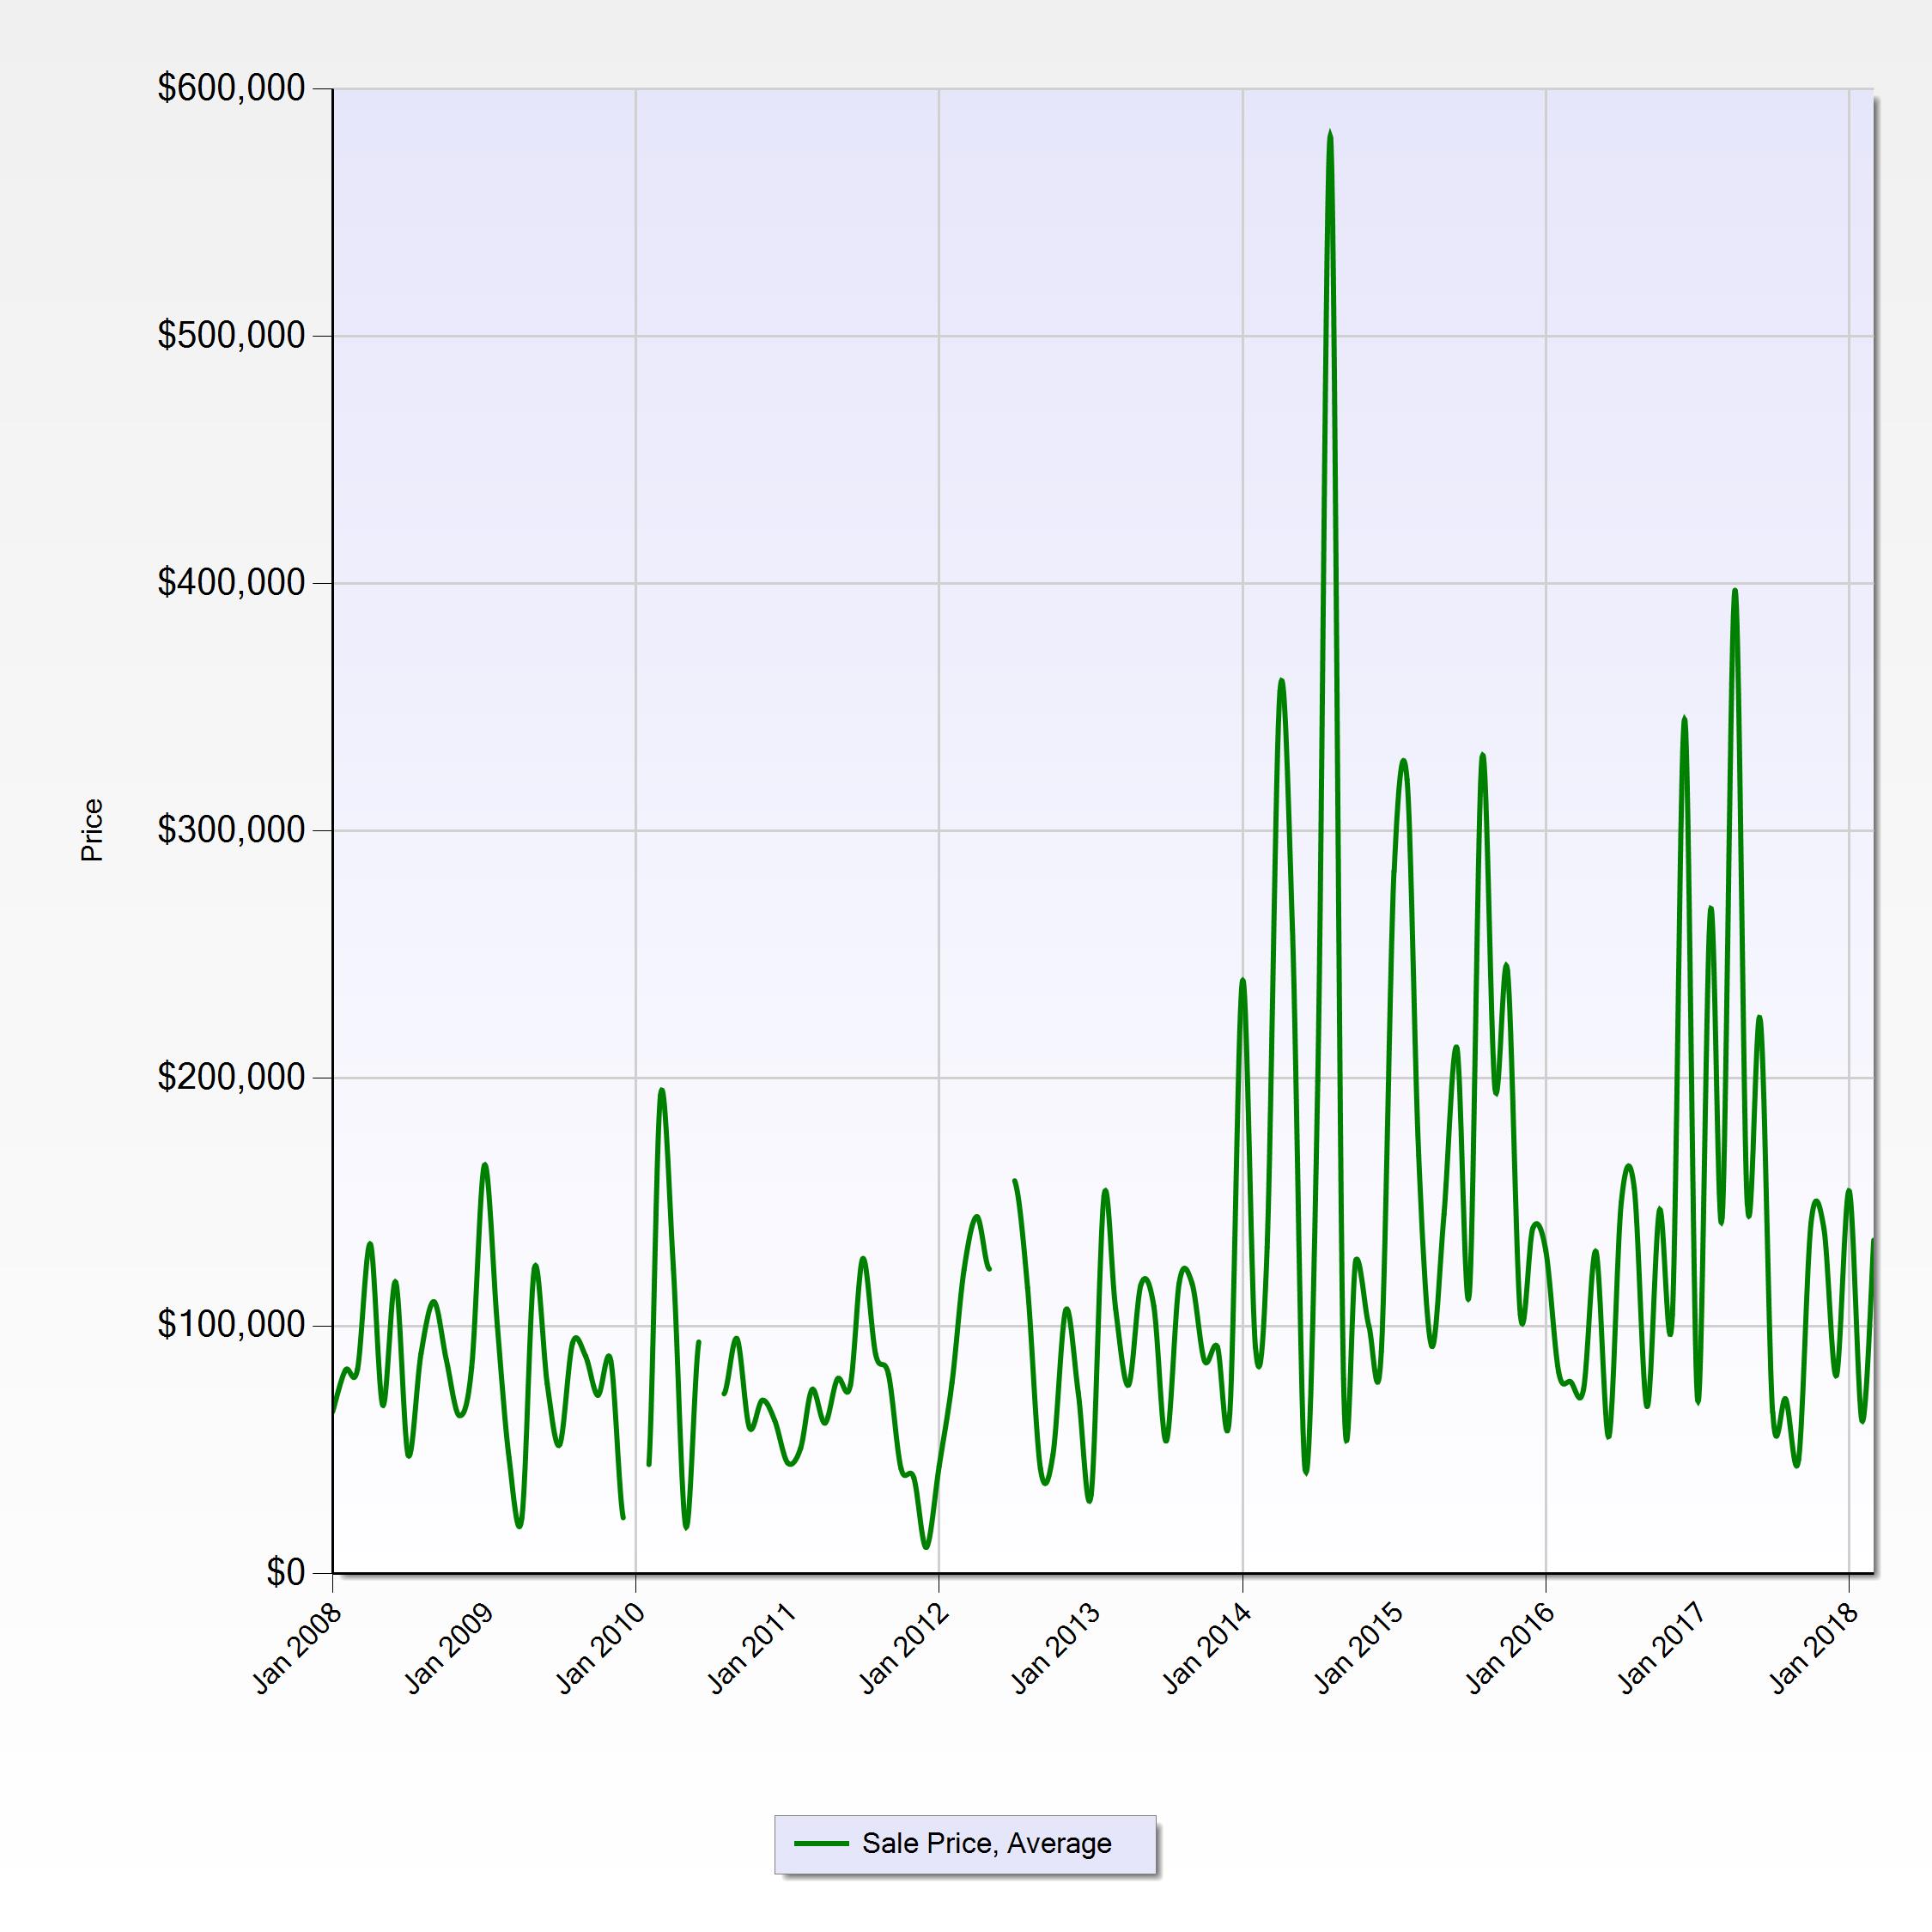 $600,000
$500,000
$400,000
$300,000
$200,000
$100,000
$0
Price
Jan 2008
Jan 2009
Jan 2010
Jan 2011
Jan 2012
Jan 2013
Jan 2014
Jan 2015
Jan 2016
Jan 2017
Jan 2018
Sale Price, Average